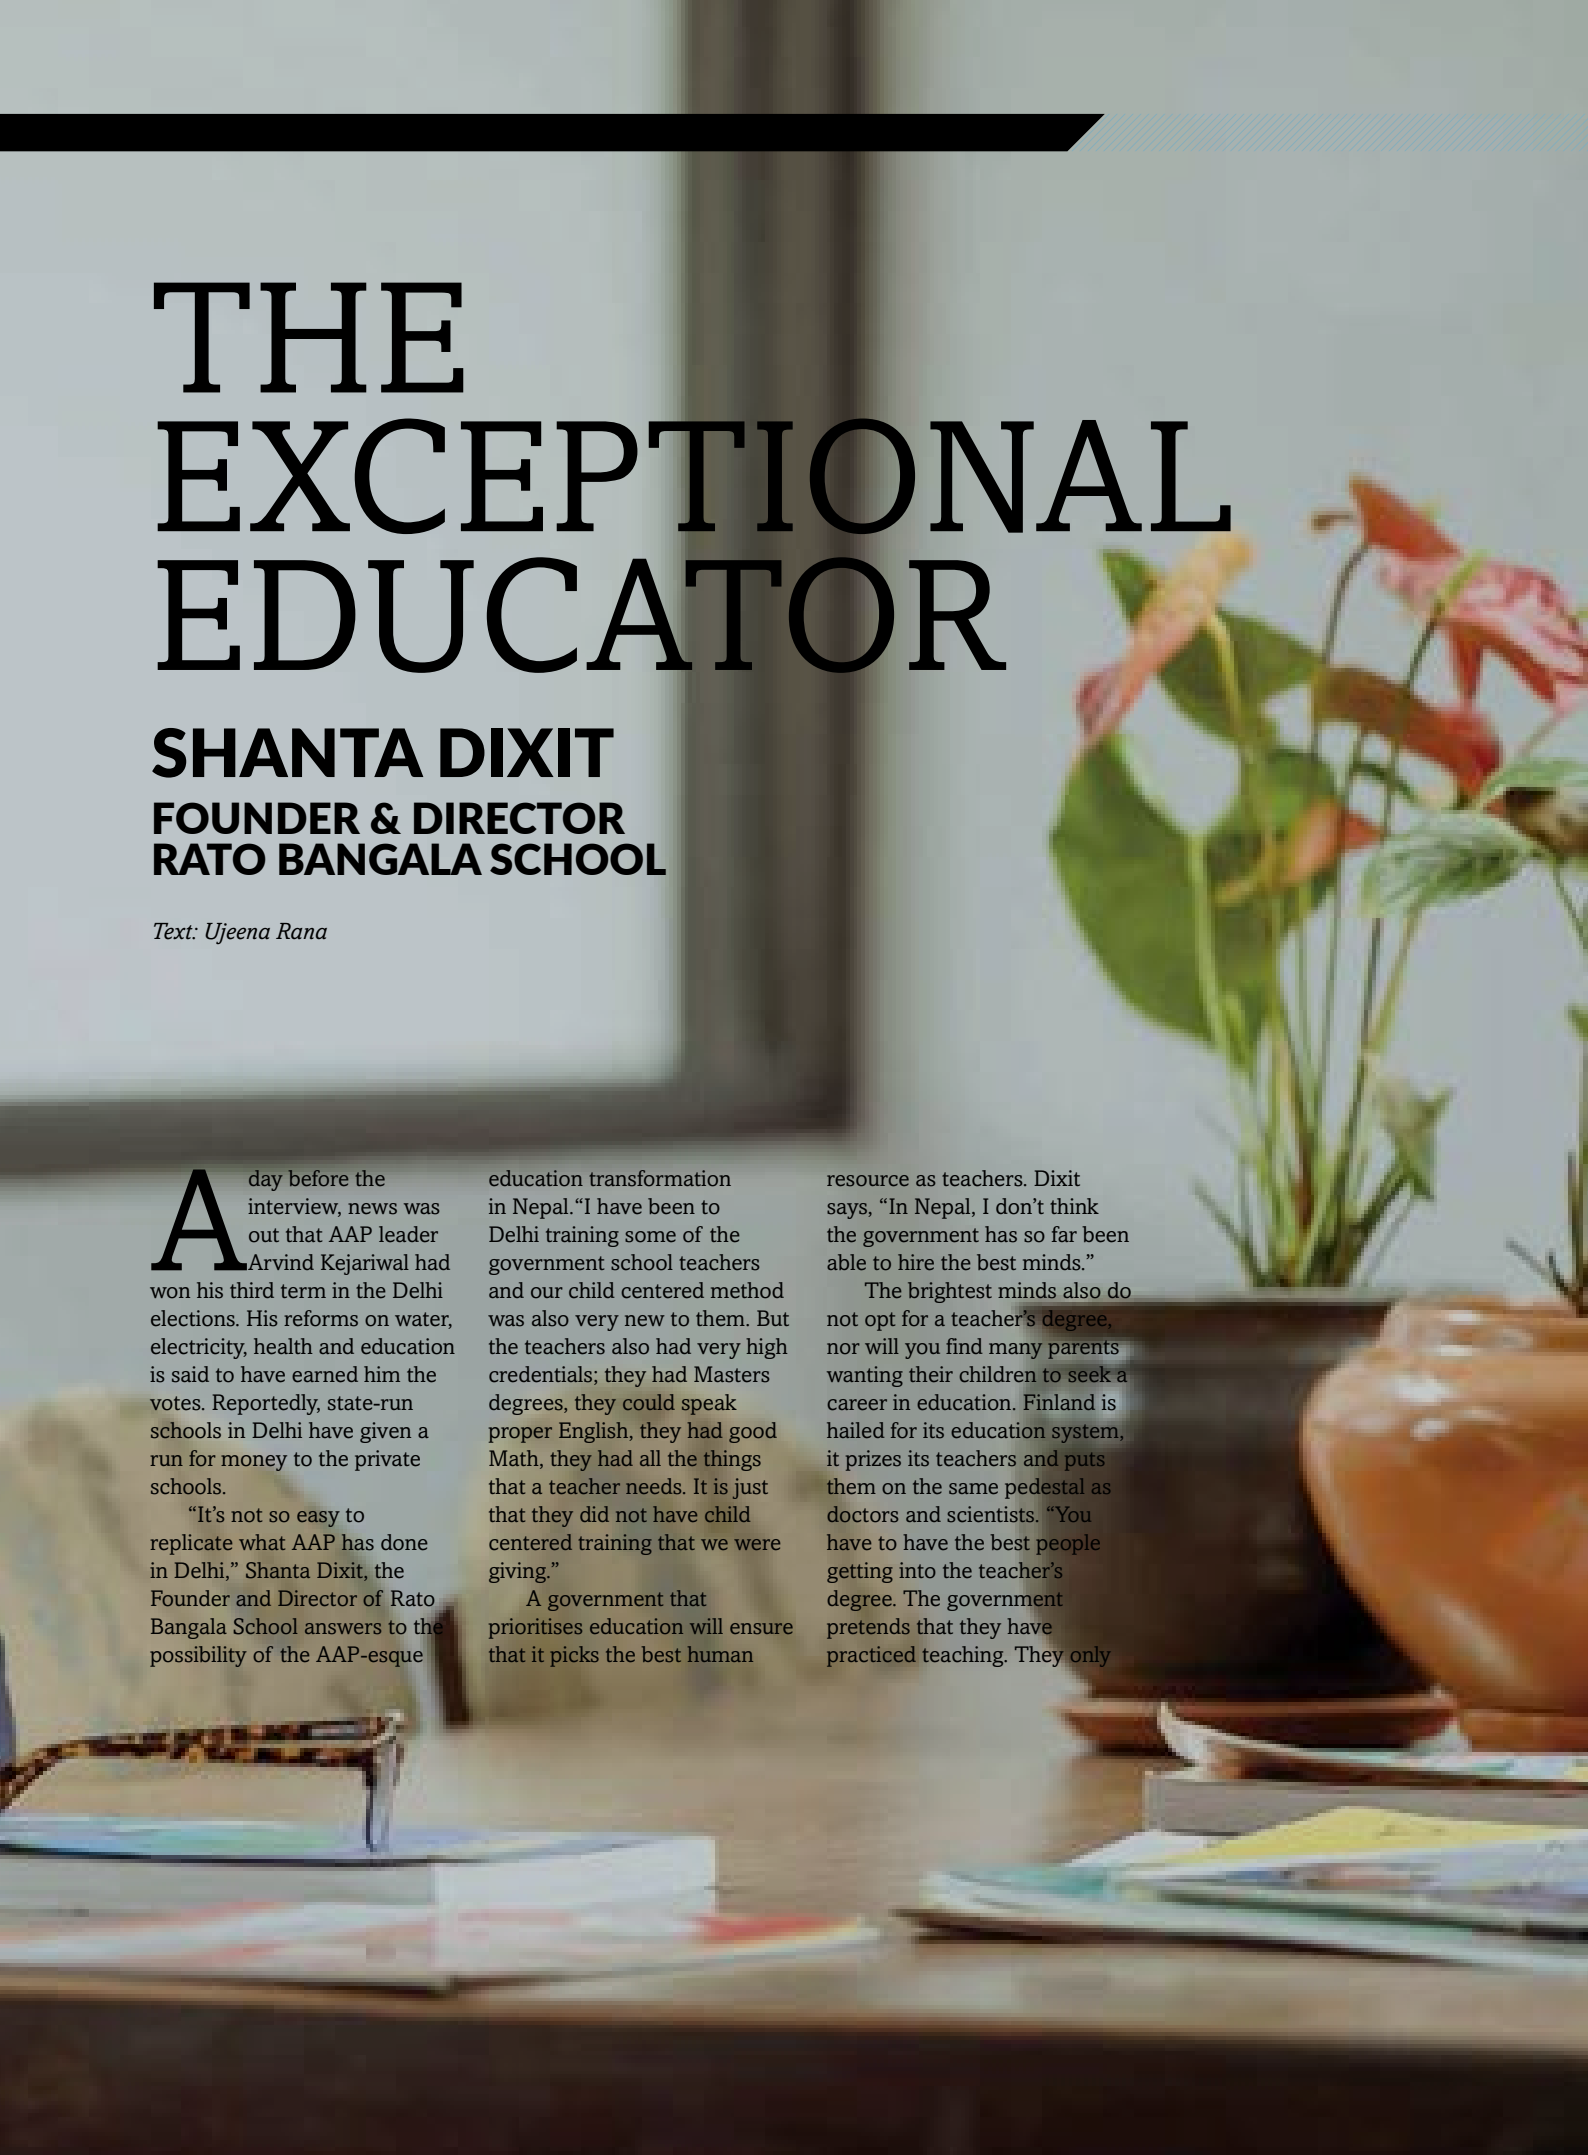 THE
EXCEPTIONAL
EDUCATOR
SHANTA DIXIT
FOUNDER & DIRECTOR
RATO BANGALA SCHOOL
Text: Ujeena Rana
A day before the
interview, news was
out that AAP leader
Arvind Kejariwal had
won his third term in the Delhi
elections. His reforms on water,
electricity, health and education
is said to have earned him the
votes. Reportedly, state-run
schools in Delhi have given a
run for money to the private
schools.
“It’s not so easy to
replicate what AAP has done
in Delhi,” Shanta Dixit, the
Founder and Director of Rato
Bangala School answers to the
possibility of the AAP-esque
education transformation
in Nepal.“I have been to
Delhi training some of the
government school teachers
and our child centered method
was also very new to them. But
the teachers also had very high
credentials; they had Masters
degrees, they could speak
proper English, they had good
Math, they had all the things
that a teacher needs. It is just
that they did not have child
centered training that we were
giving.”
A government that
prioritises education will ensure
that it picks the best human
resource as teachers. Dixit
says, “In Nepal, I don’t think
the government has so far been
able to hire the best minds.”
The brightest minds also do
not opt for a teacher’s degree,
nor will you find many parents
wanting their children to seek a
career in education. Finland is
hailed for its education system,
it prizes its teachers and puts
them on the same pedestal as
doctors and scientists. “You
have to have the best people
getting into the teacher’s
degree. The government
pretends that they have
practiced teaching. They only